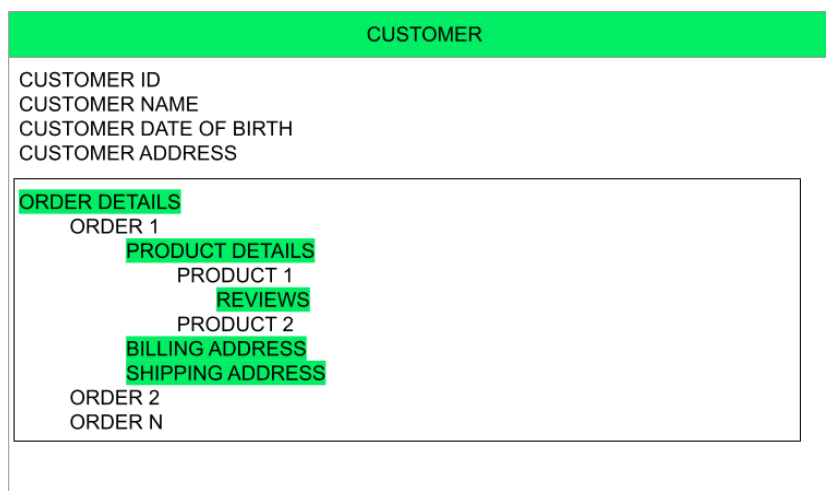 CUSTOMER
CUSTOMER ID
CUSTOMER NAME
CUSTOMER DATE OF BIRTH
CUSTOMER ADDRESS
ORDER DETAILS
ORDER 1
PRODUCT DETAILS
PRODUCT 1
REVIEWS
PRODUCT 2
BILLING ADDRESS
SHIPPING ADDRESS
ORDER 2
ORDER N